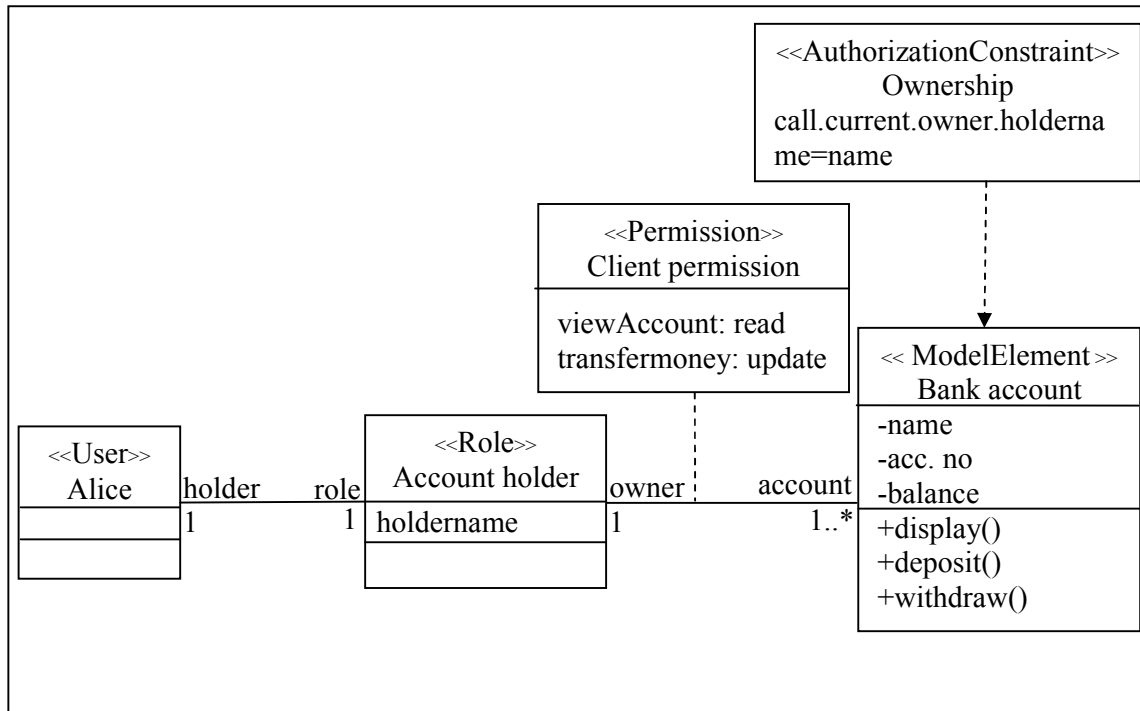 <<AuthorizationConstraint>>
Ownership
call.current.owner.holderna
me=name
<<Permission>>
Client permission
viewAccount: read
transfermoney: update
<<User>>
Alice
holder
1
role
1
<<Role>>
Account holder
holdername
owner
1
account
1..*
<< ModelElement >>
Bank account
-name
-acc. no
-balance
+display()
+deposit()
+withdraw()